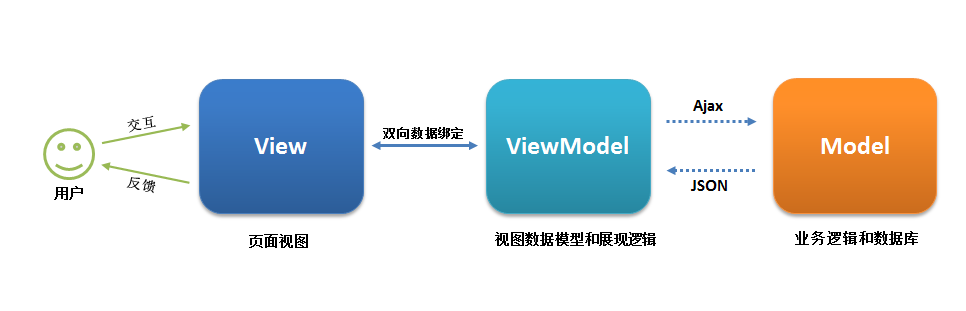 交互
反馈
用户
View
页面视图
双向数据绑定
ViewModel
视图数据模型和展现逻辑
Ajax
JSON
Model
业务逻辑和数据库